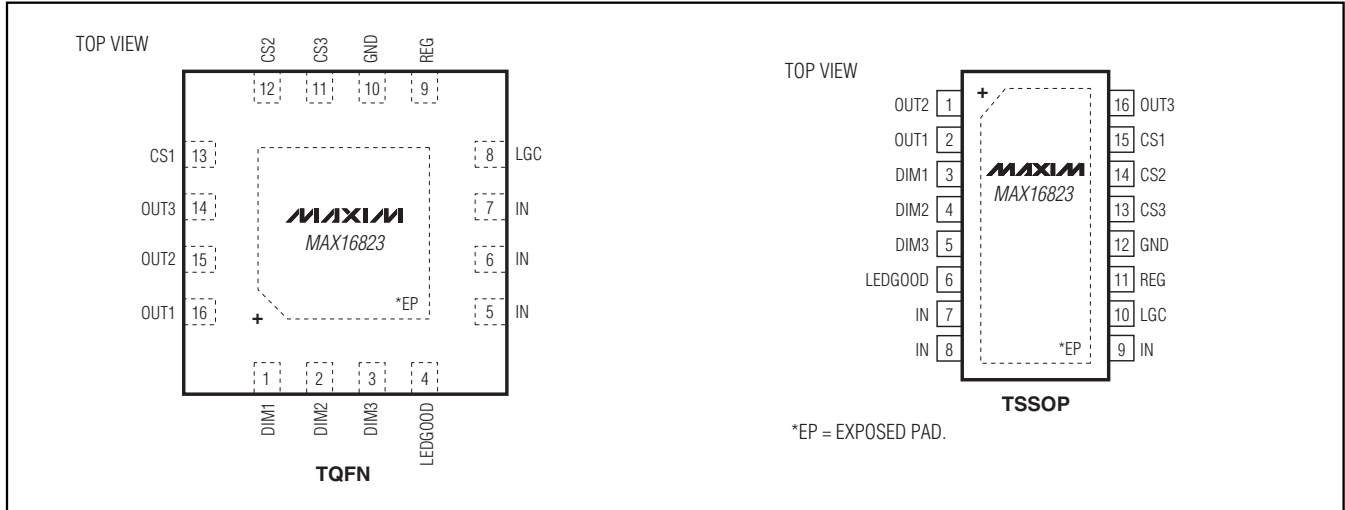 TOP VIEW
CS2
CS3
GND
REG
12
11
10
9
CS1 13
8 LGC
OUT3 14
7 IN
OUT2 15
6 IN
OUT1 16
5 IN
MAXIM
MAX16823
*EP
+
1
2
3
4
DIM1
DIM2
DIM3
LEDGOOD
TQFN
TOP VIEW
+
OUT2 1
16 OUT3
OUT1 2
15 CS1
DIM1 3
14 CS2
DIM2 4
13 CS3
DIM3 5
12 GND
LEDGOOD 6
11 REG
IN 7
10 LGC
IN 8
9 IN
MAXIM
MAX16823
*EP
TSSOP
*EP = EXPOSED PAD.